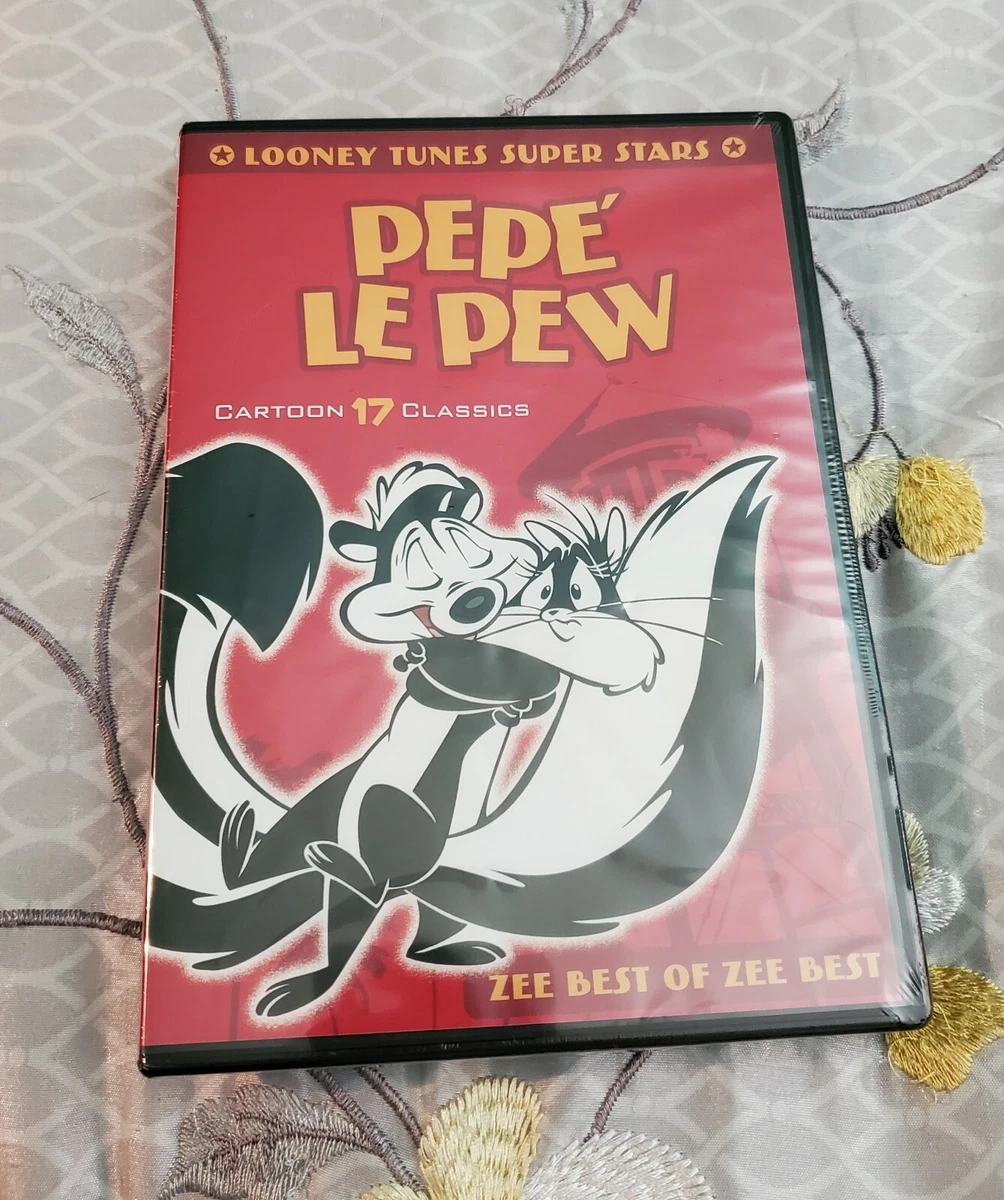 LOONEY TUNES SUPER STARS
PEPÉ
LE PEW
CARTOON 17 CLASSICS
ZEE BEST OF ZEE BEST